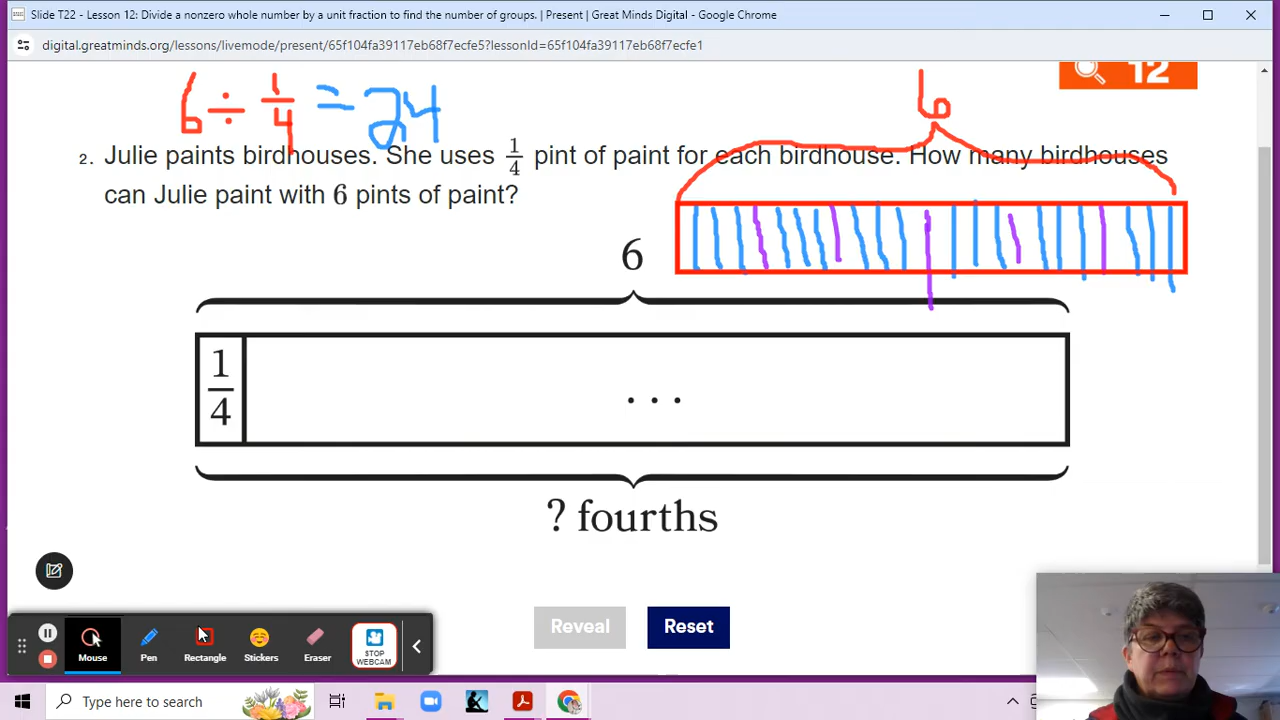 Slide T22 - Lesson 12: Divide a nonzero whole number by a unit fraction to find the number of groups. | Present | Great Minds Digital - Google Chrome
digital.greatminds.org/lessons/livemode/present/65f104fa39117eb68f7ecfe5?lessonId=65f104fa39117eb68f7ecfe1
12
6 ÷ 1/4 = 24
6
2. Julie paints birdhouses. She uses 1/4 pint of paint for each birdhouse. How many birdhouses
can Julie paint with 6 pints of paint?
6
1/4 ...
? fourths
Reveal Reset
Mouse Pen Rectangle Stickers Eraser STOP WEBCAM
Type here to search